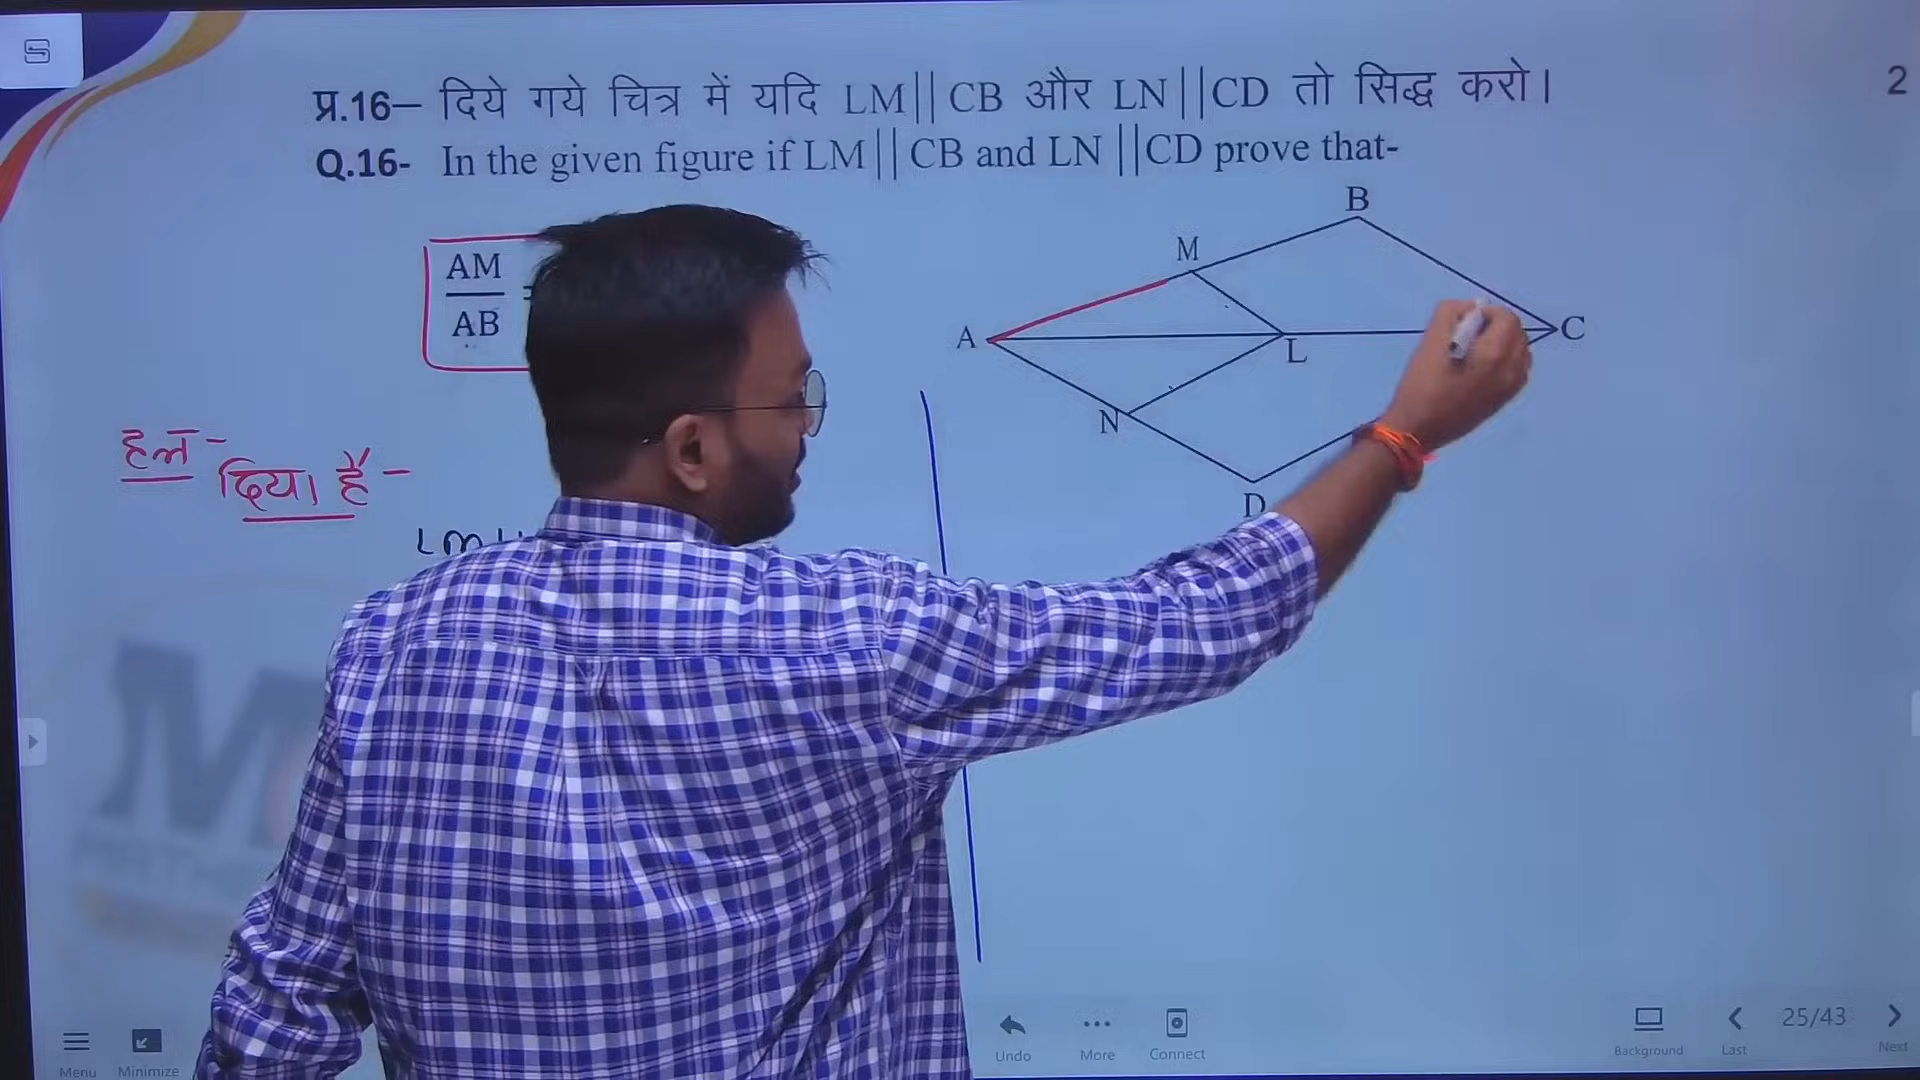 प्र.16– दिये गये चित्र में यदि LM||CB और LN||CD तो सिद्ध करो।
2
Q.16- In the given figure if LM||CB and LN ||CD prove that-
AM
AB
B
M
A
C
L
N
D
हल-
दिया है -
LM
M
Menu
Minimize
Undo
More
Connect
Background
Last
25/43
Next